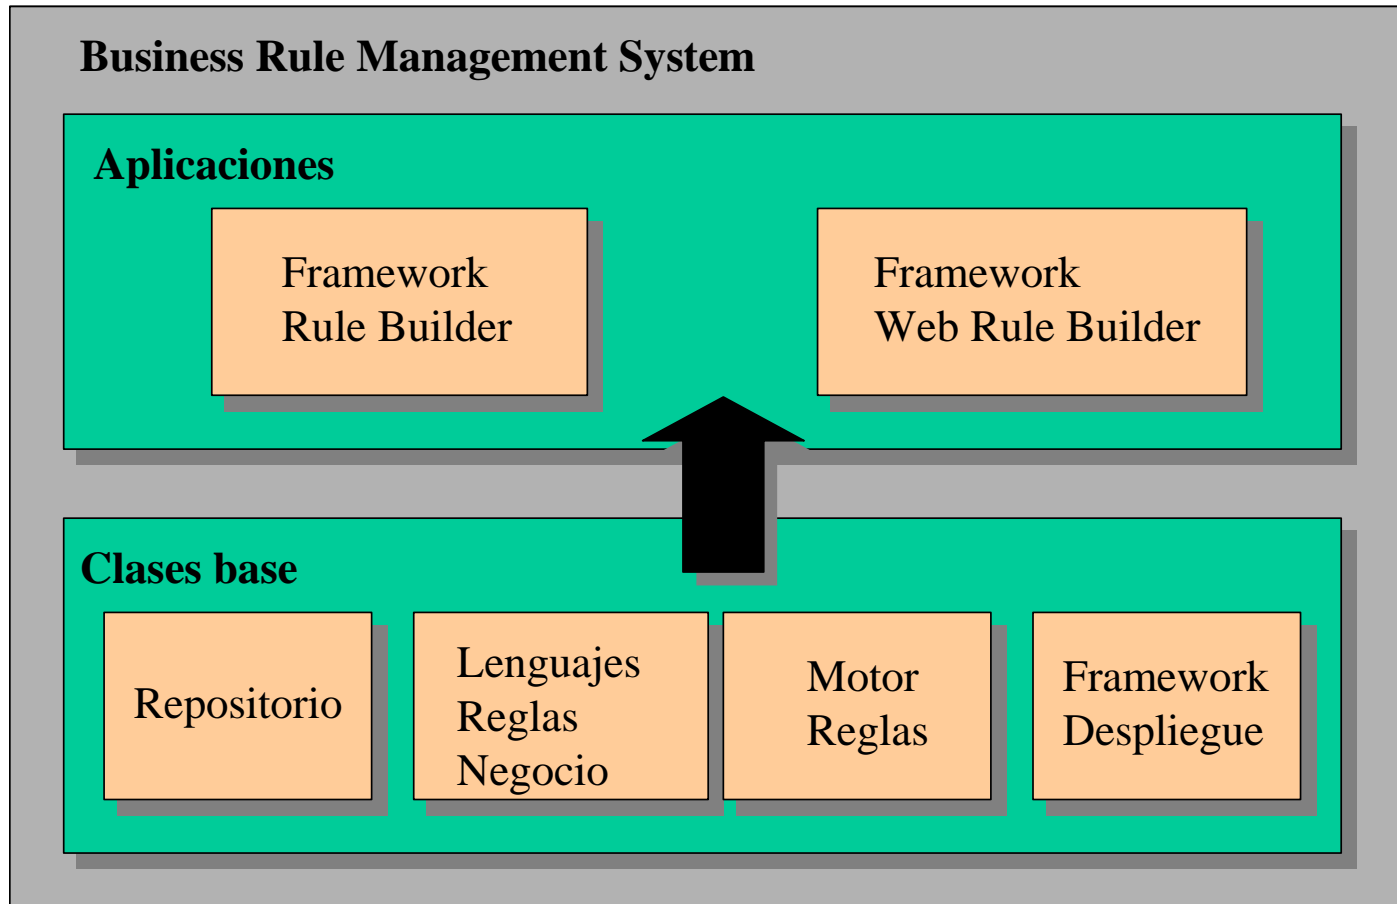 Business Rule Management System
Aplicaciones
Framework
Rule Builder
Framework
Web Rule Builder
Clases base
Repositorio
Lenguajes
Reglas
Negocio
Motor
Reglas
Framework
Despliegue